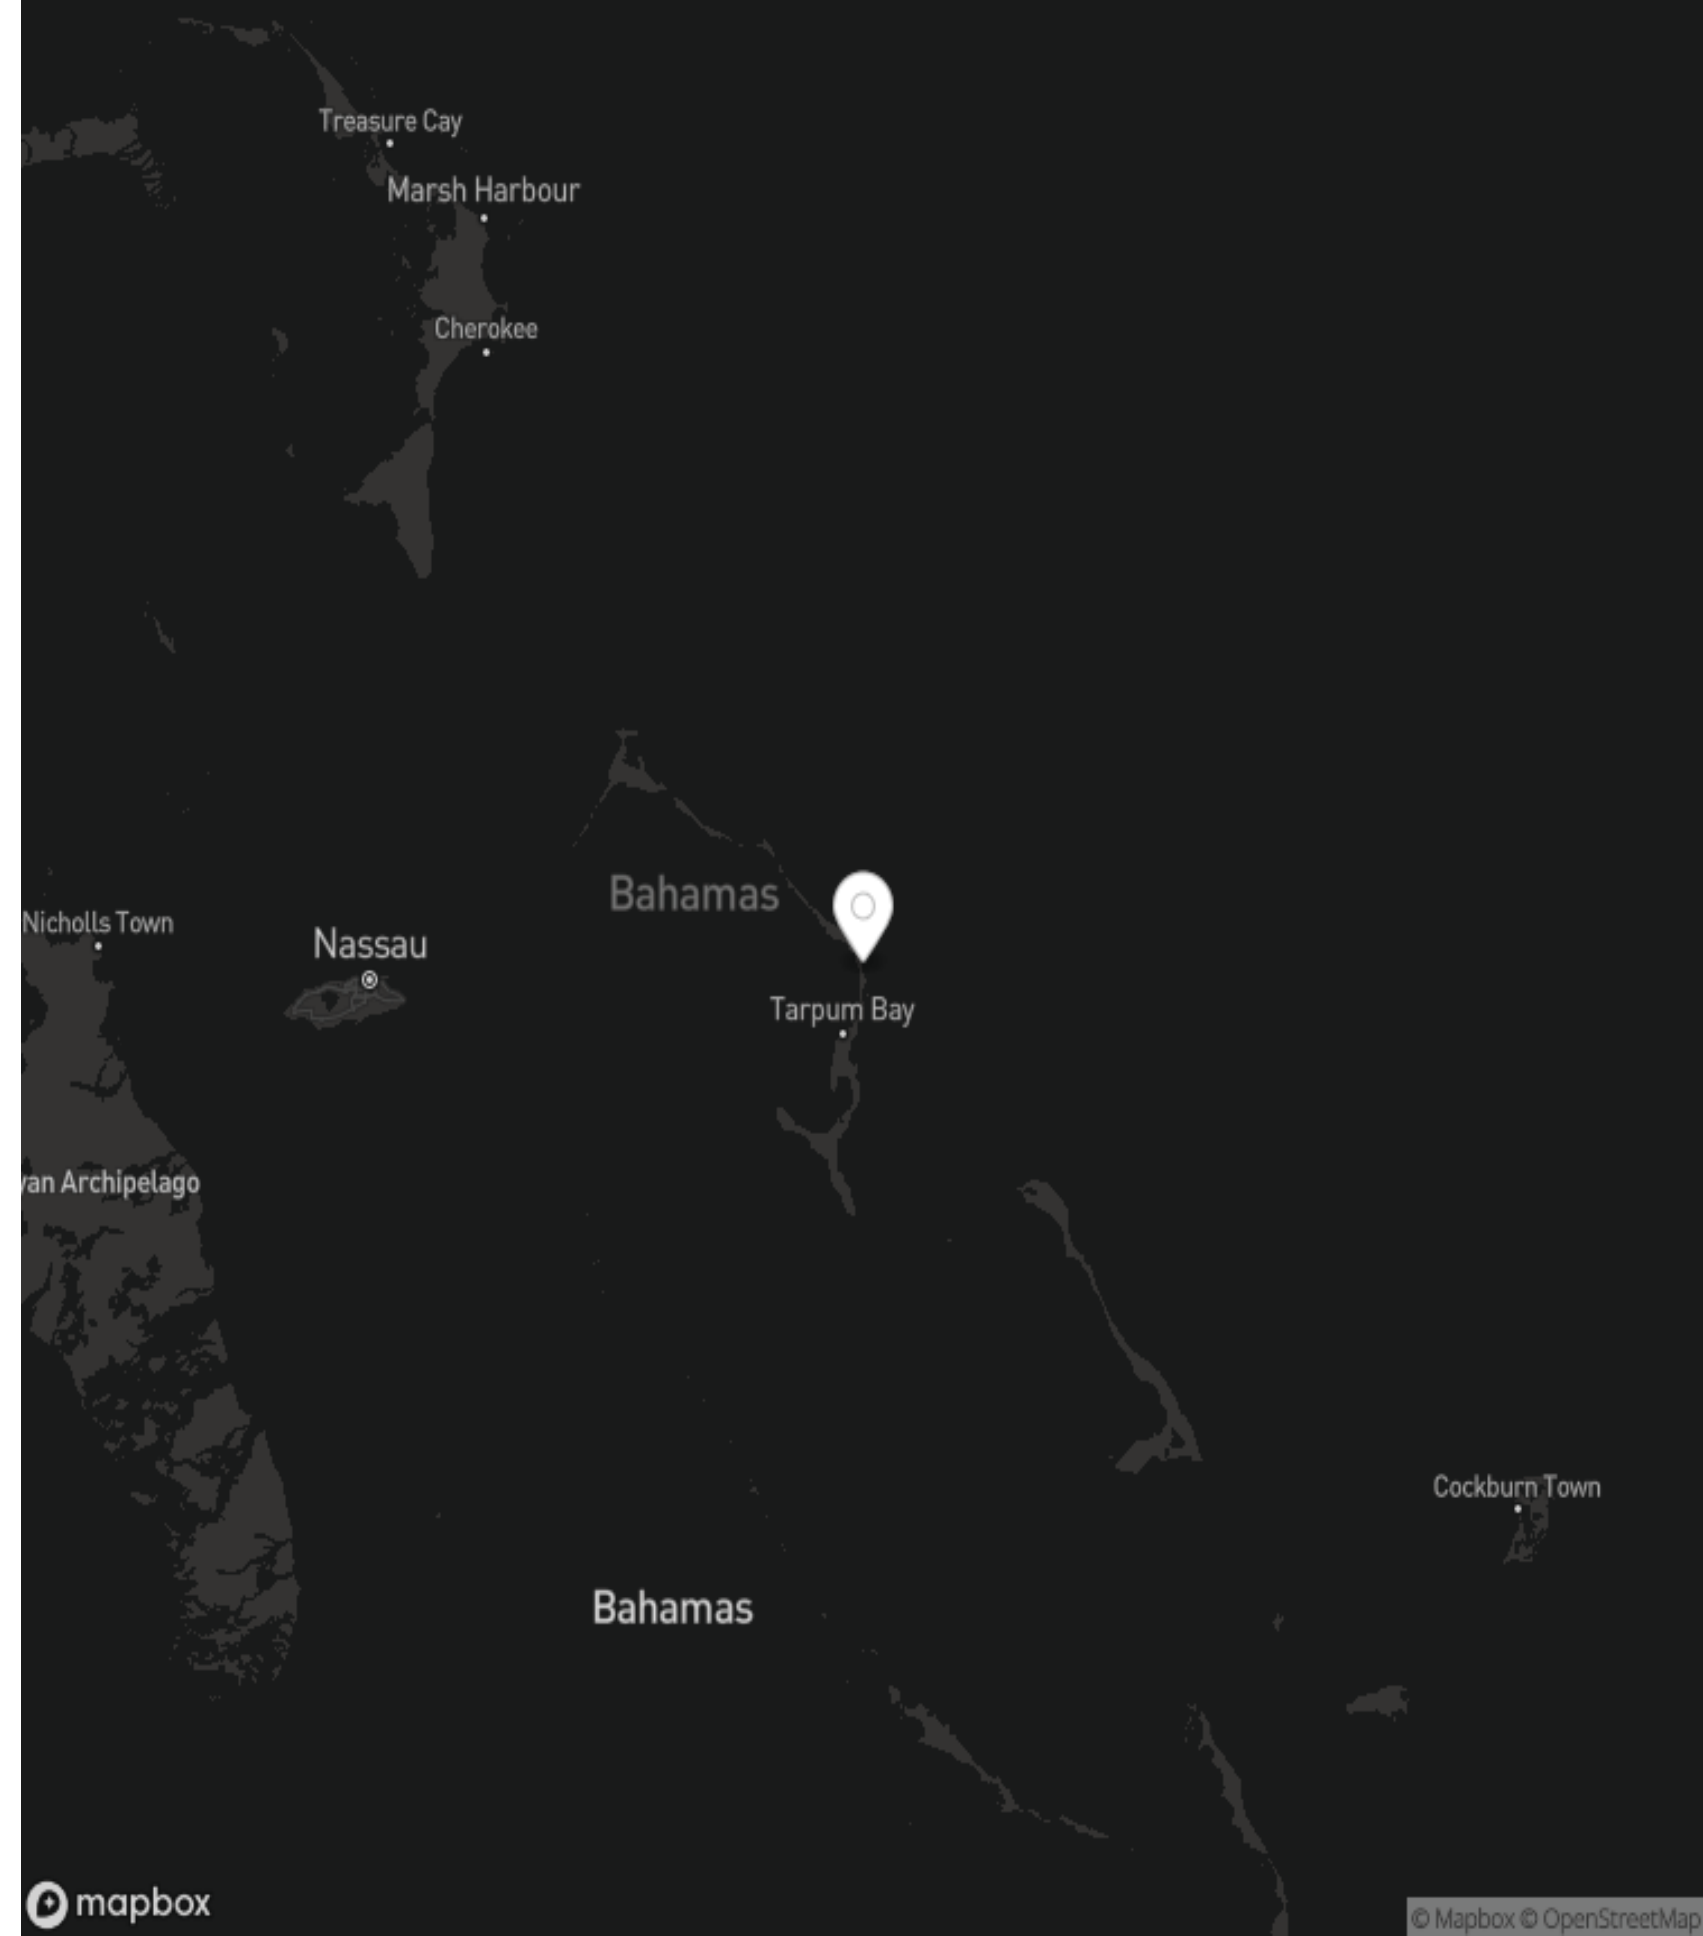 Treasure Cay
Marsh Harbour
Cherokee
Bahamas
Nicholls Town
Nassau
Tarpum Bay
yan Archipelago
Cockburn Town
Bahamas
mapbox
© Mapbox © OpenStreetMap